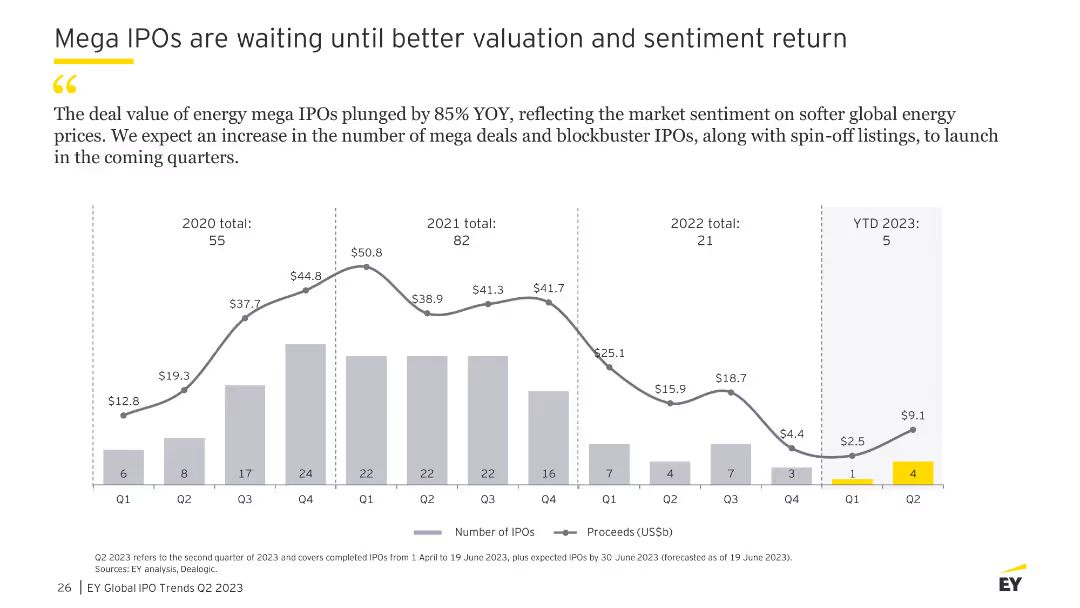 Mega IPOs are waiting until better valuation and sentiment return
“
The deal value of energy mega IPOs plunged by 85% YOY, reflecting the market sentiment on softer global energy
prices. We expect an increase in the number of mega deals and blockbuster IPOs, along with spin-off listings, to launch
in the coming quarters.
2020 total:
55
2021 total:
82
2022 total:
21
YTD 2023:
5
$12.8
$19.3
$37.7
$44.8
$50.8
$38.9
$41.3
$41.7
$25.1
$15.9
$18.7
$4.4
$2.5
$9.1
6
8
17
24
22
22
22
16
7
4
7
3
1
4
Q1
Q2
Q3
Q4
Q1
Q2
Q3
Q4
Q1
Q2
Q3
Q4
Q1
Q2
Number of IPOs
Proceeds (US$b)
Q2 2023 refers to the second quarter of 2023 and covers completed IPOs from 1 April to 19 June 2023, plus expected IPOs by 30 June 2023 (forecasted as of 19 June 2023).
Sources: EY analysis, Dealogic.
26 | EY Global IPO Trends Q2 2023
EY